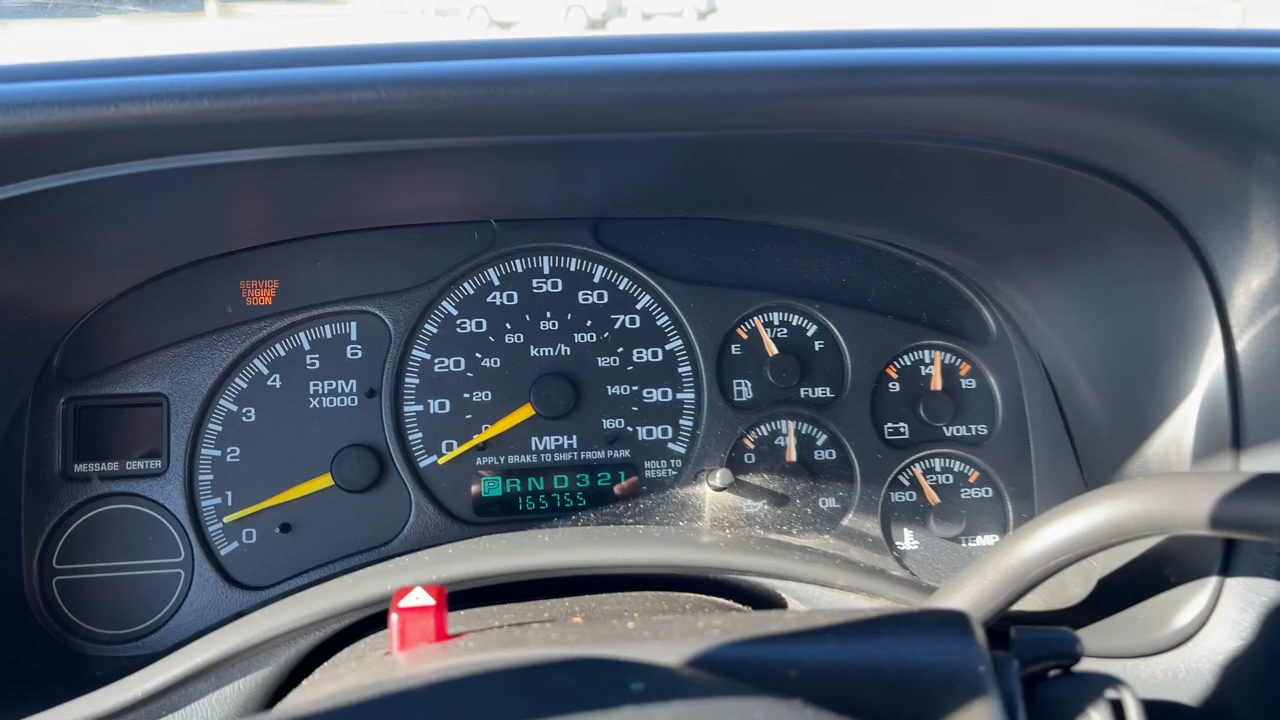 SERVICE
ENGINE
SOON
MESSAGE CENTER
0
1
2
3
4
5
6
RPM
X1000
0
10
20
30
40
50
60
70
80
90
100
20
40
60
80
100
120
140
160
km/h
MPH
APPLY BRAKE TO SHIFT FROM PARK
PRND321
165755
HOLD TO
RESET
E 1/2 F
FUEL
9 14 19
VOLTS
0 40 80
OIL
160 210 260
TEMP